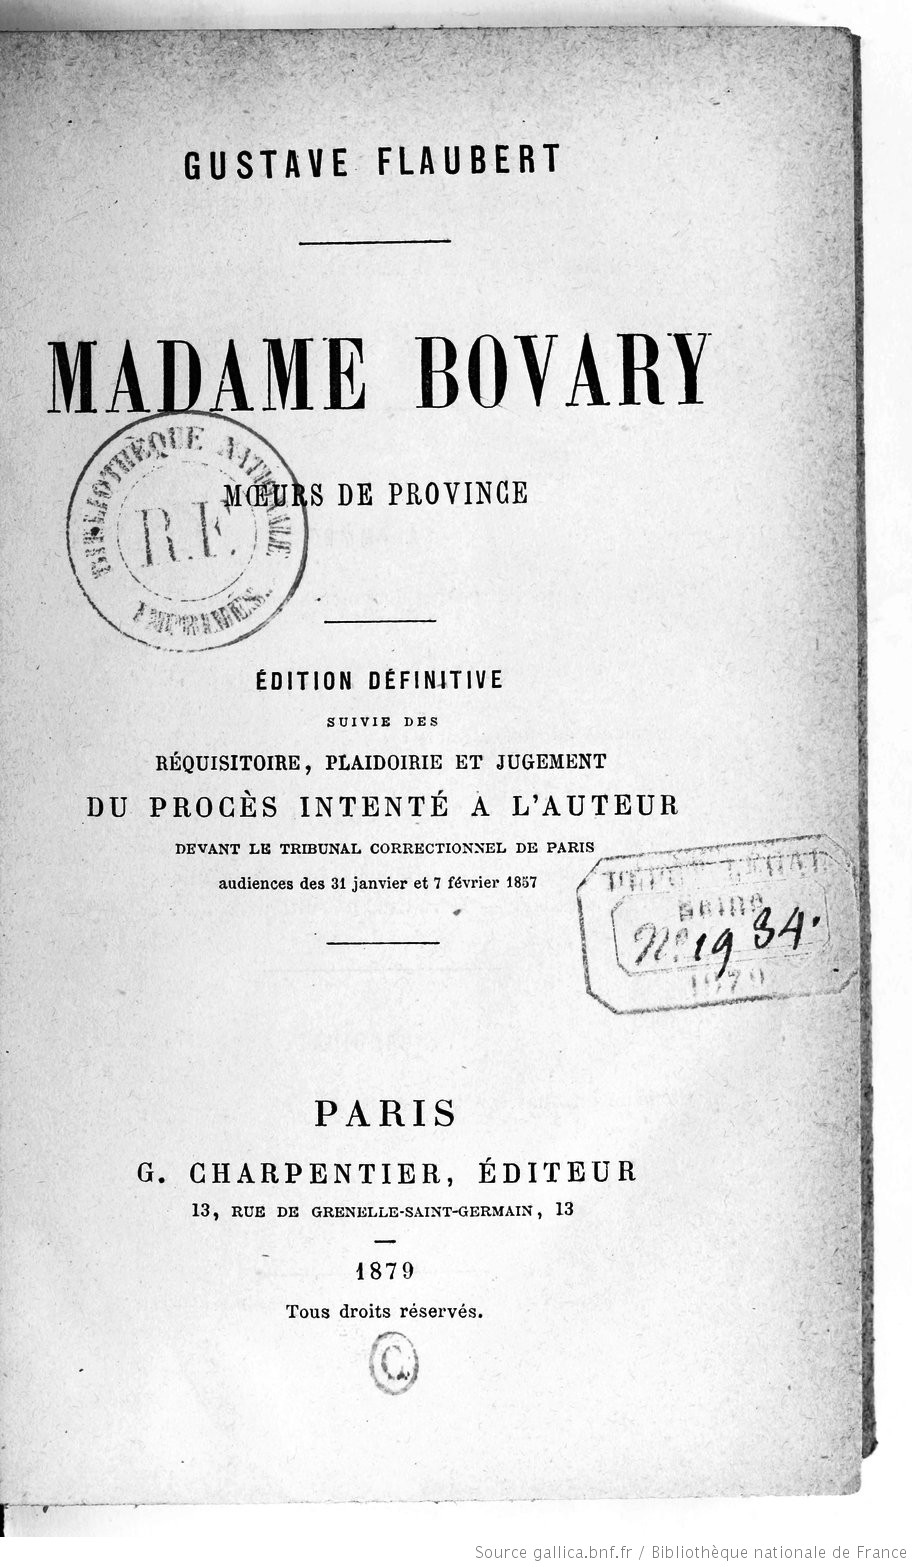 GUSTAVE FLAUBERT
MADAME BOVARY
MŒURS DE PROVINCE
BIBLIOTHÈQUE NATIONALE
R.F.
IMPRIMÉS.
ÉDITION DÉFINITIVE
SUIVIE DES
RÉQUISITOIRE, PLAIDOIRIE ET JUGEMENT
DU PROCÈS INTENTÉ A L'AUTEUR
DEVANT LE TRIBUNAL CORRECTIONNEL DE PARIS
audiences des 31 janvier et 7 février 1857
DÉPÔT LÉGAL
Seine
No. 1934.
1879
PARIS
G. CHARPENTIER, ÉDITEUR
13, RUE DE GRENELLE-SAINT-GERMAIN, 13
1879
Tous droits réservés.
C.
Source gallica.bnf.fr / Bibliothèque nationale de France